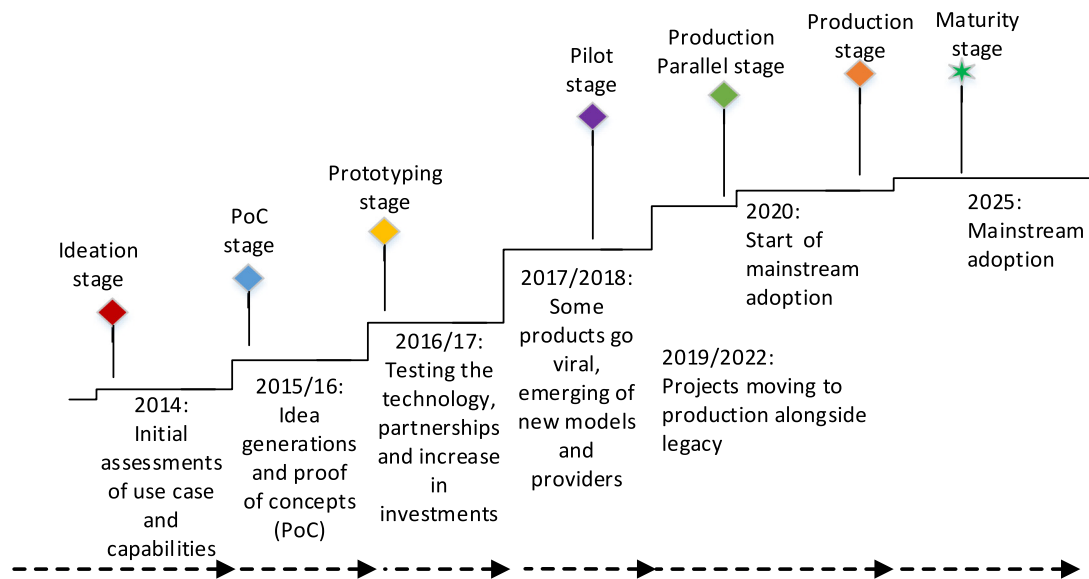 Ideation
stage
PoC
stage
Prototyping
stage
Pilot
stage
Production
Parallel stage
Production
stage
Maturity
stage
2014:
Initial
assessments
of use case
and
capabilities
2015/16:
Idea
generations
and proof
of concepts
(PoC)
2016/17:
Testing the
technology,
partnerships
and increase
in
investments
2017/2018:
Some
products go
viral,
emerging of
new models
and
providers
2019/2022:
Projects moving to
production alongside
legacy
2020:
Start of
mainstream
adoption
2025:
Mainstream
adoption